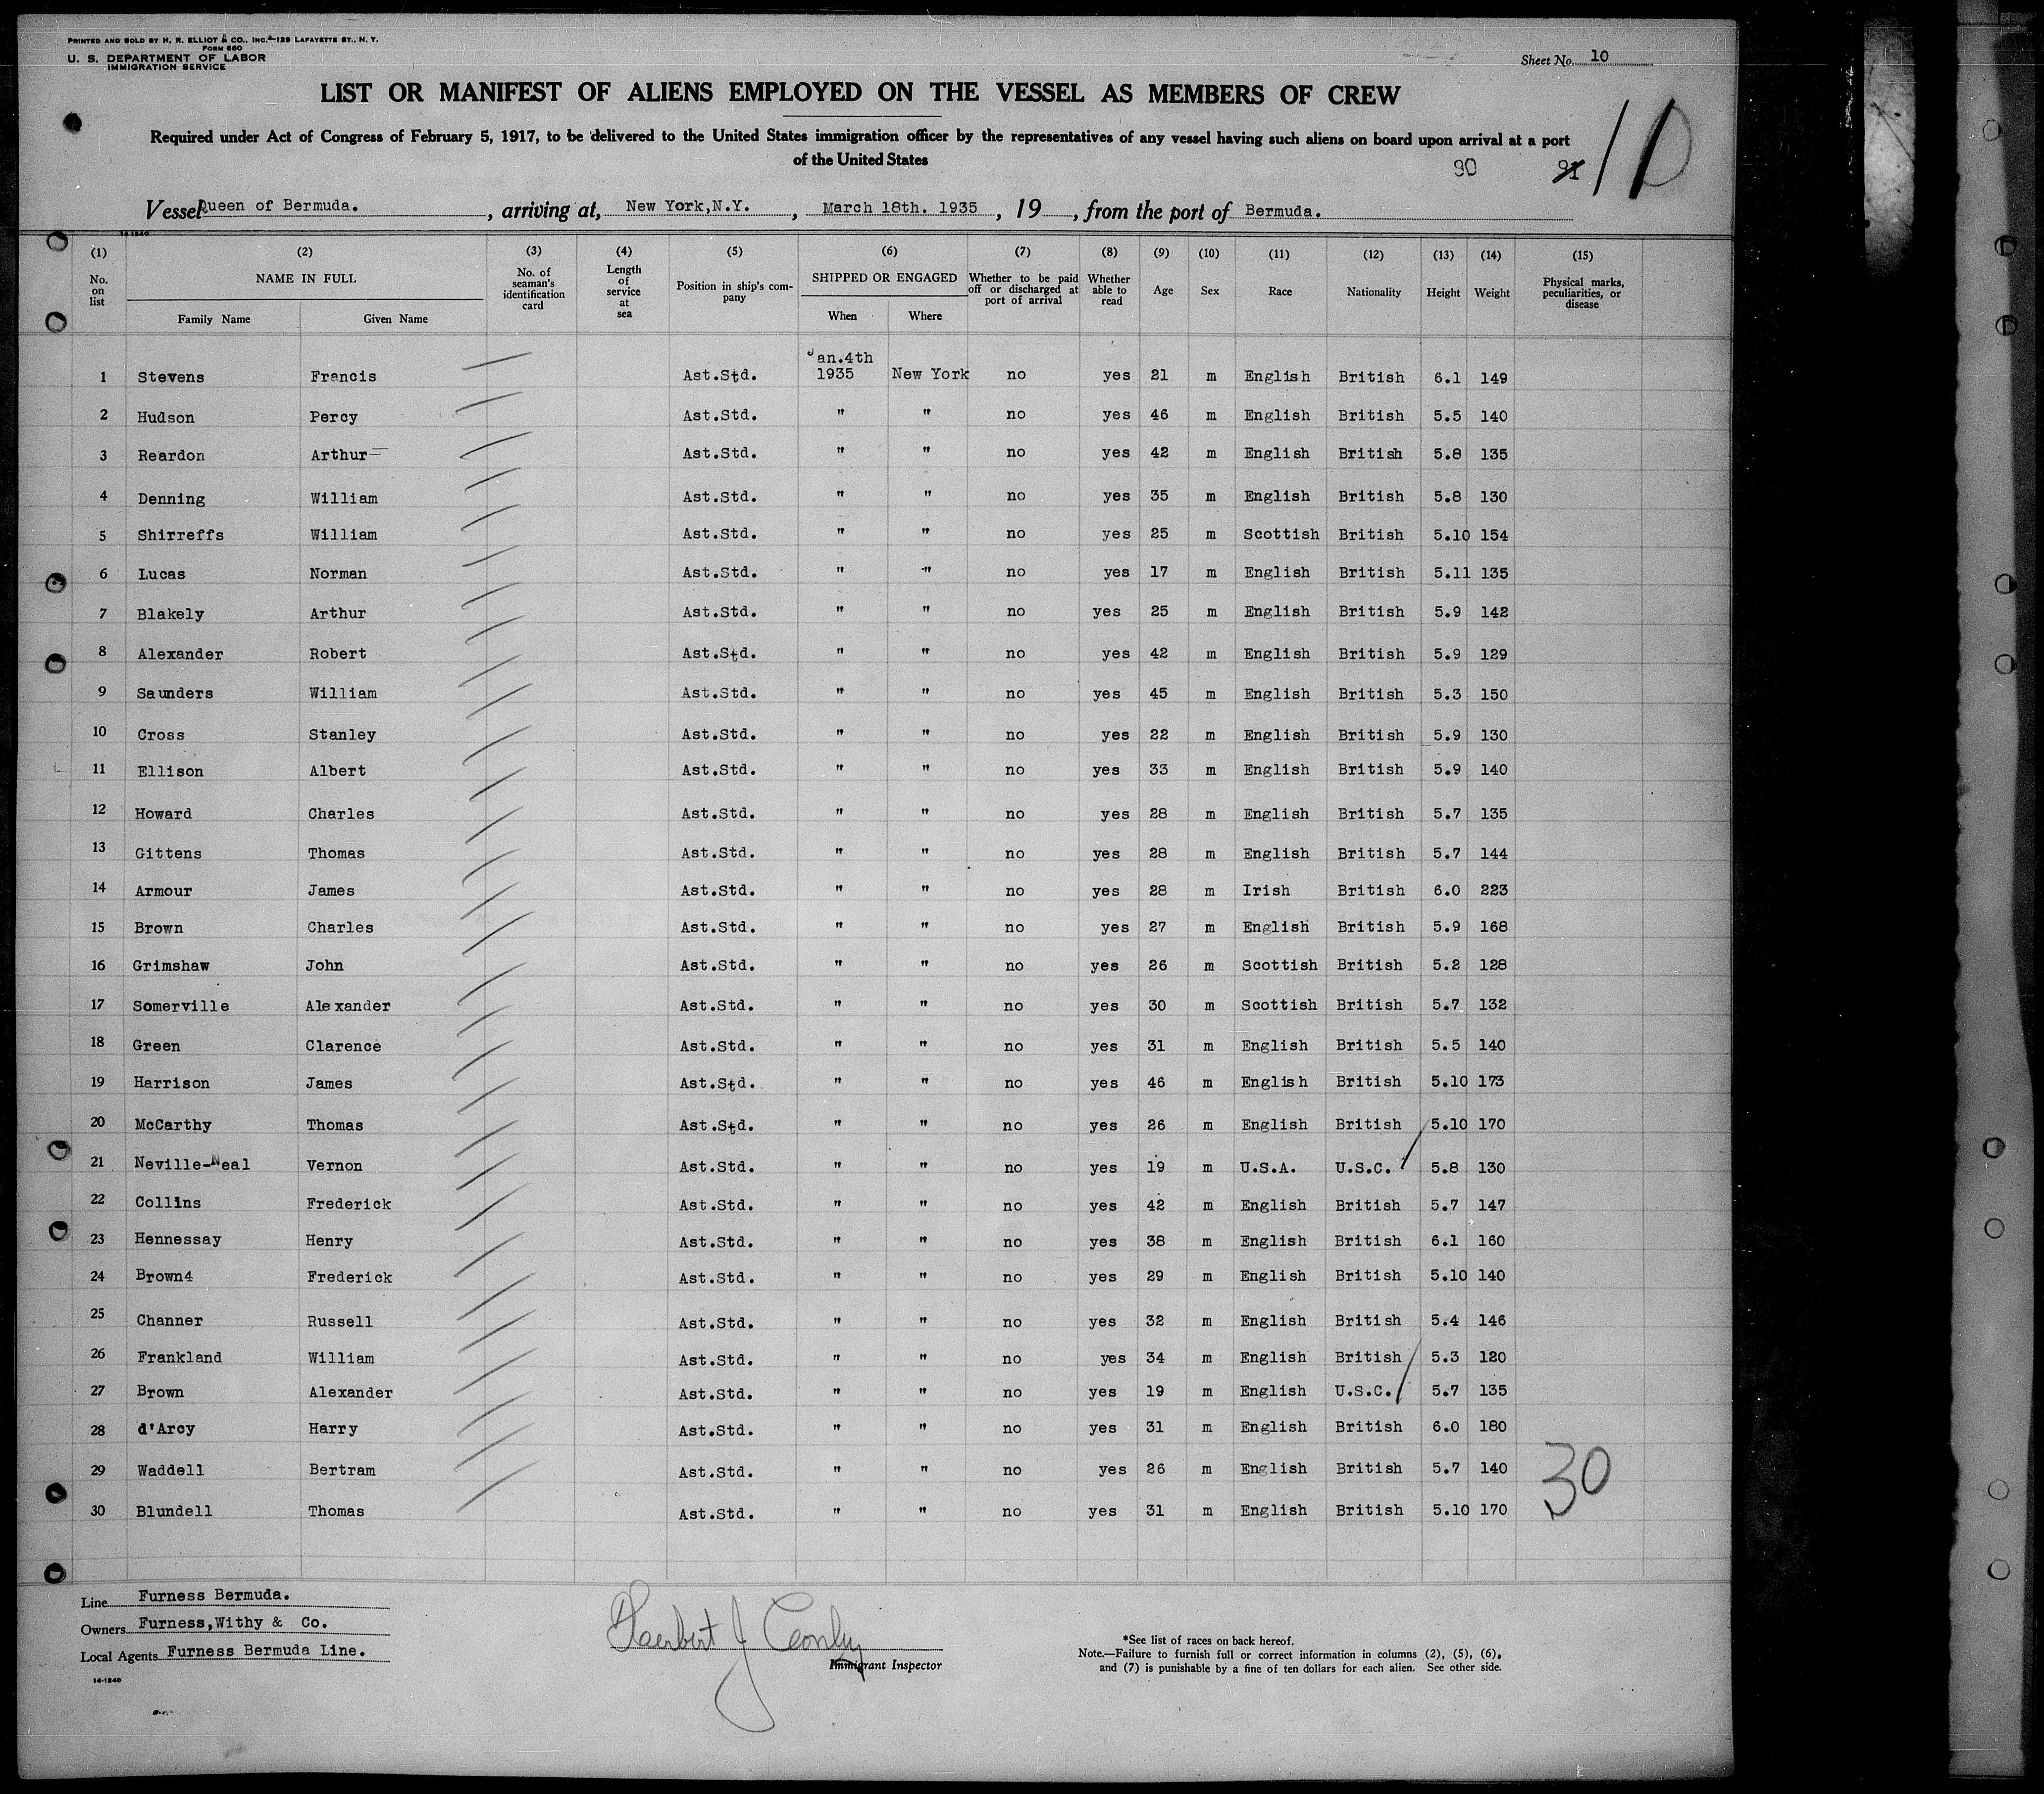 PRINTED AND SOLD BY H. R. ELLIOT & CO., INC. 129 LAFAYETTE ST., N. Y.
FORM 680
U. S. DEPARTMENT OF LABOR
IMMIGRATION SERVICE
Sheet No. 10
LIST OR MANIFEST OF ALIENS EMPLOYED ON THE VESSEL AS MEMBERS OF CREW
Required under Act of Congress of February 5, 1917, to be delivered to the United States immigration officer by the representatives of any vessel having such aliens on board upon arrival at a port
of the United States
90 91 10
Vessel Queen of Bermuda. , arriving at, New York,N.Y. , March 18th. 1935 , 19 , from the port of Bermuda.
14-1240
(1) (2) (3) (4) (5) (6) (7) (8) (9) (10) (11) (12) (13) (14) (15)
No. on list NAME IN FULL Family Name Given Name No. of seaman's identification card Length of service at sea Position in ship's company SHIPPED OR ENGAGED When Where Whether to be paid off or discharged at port of arrival Whether able to read Age Sex Race Nationality Height Weight Physical marks, peculiarities, or disease
1 Stevens Francis Ast.Std. Jan.4th 1935 New York no yes 21 m English British 6.1 149
2 Hudson Percy Ast.Std. " " no yes 46 m English British 5.5 140
3 Reardon Arthur Ast.Std. " " no yes 42 m English British 5.8 135
4 Denning William Ast.Std. " " no yes 35 m English British 5.8 130
5 Shirreffs William Ast.Std. " " no yes 25 m Scottish British 5.10 154
6 Lucas Norman Ast.Std. " " no yes 17 m English British 5.11 135
7 Blakely Arthur Ast.Std. " " no yes 25 m English British 5.9 142
8 Alexander Robert Ast.Std. " " no yes 42 m English British 5.9 129
9 Saunders William Ast.Std. " " no yes 45 m English British 5.3 150
10 Cross Stanley Ast.Std. " " no yes 22 m English British 5.9 130
11 Ellison Albert Ast.Std. " " no yes 33 m English British 5.9 140
12 Howard Charles Ast.Std. " " no yes 28 m English British 5.7 135
13 Gittens Thomas Ast.Std. " " no yes 28 m English British 5.7 144
14 Armour James Ast.Std. " " no yes 28 m Irish British 6.0 223
15 Brown Charles Ast.Std. " " no yes 27 m English British 5.9 168
16 Grimshaw John Ast.Std. " " no yes 26 m Scottish British 5.2 128
17 Somerville Alexander Ast.Std. " " no yes 30 m Scottish British 5.7 132
18 Green Clarence Ast.Std. " " no yes 31 m English British 5.5 140
19 Harrison James Ast.Std. " " no yes 46 m English British 5.10 173
20 McCarthy Thomas Ast.Std. " " no yes 26 m English British 5.10 170
21 Neville-Neal Vernon Ast.Std. " " no yes 19 m U.S.A. U.S.C. 5.8 130
22 Collins Frederick Ast.Std. " " no yes 42 m English British 5.7 147
23 Hennessay Henry Ast.Std. " " no yes 38 m English British 6.1 160
24 Brown4 Frederick Ast.Std. " " no yes 29 m English British 5.10 140
25 Channer Russell Ast.Std. " " no yes 32 m English British 5.4 146
26 Frankland William Ast.Std. " " no yes 34 m English British 5.3 120
27 Brown Alexander Ast.Std. " " no yes 19 m English U.S.C. 5.7 135
28 d'Arcy Harry Ast.Std. " " no yes 31 m English British 6.0 180
29 Waddell Bertram Ast.Std. " " no yes 26 m English British 5.7 140
30 Blundell Thomas Ast.Std. " " no yes 31 m English British 5.10 170
30
Line Furness Bermuda.
Owners Furness,Withy & Co.
Local Agents Furness Bermuda Line.
14-1240
Immigrant Inspector
*See list of races on back hereof.
Note.—Failure to furnish full or correct information in columns (2), (5), (6),
and (7) is punishable by a fine of ten dollars for each alien. See other side.